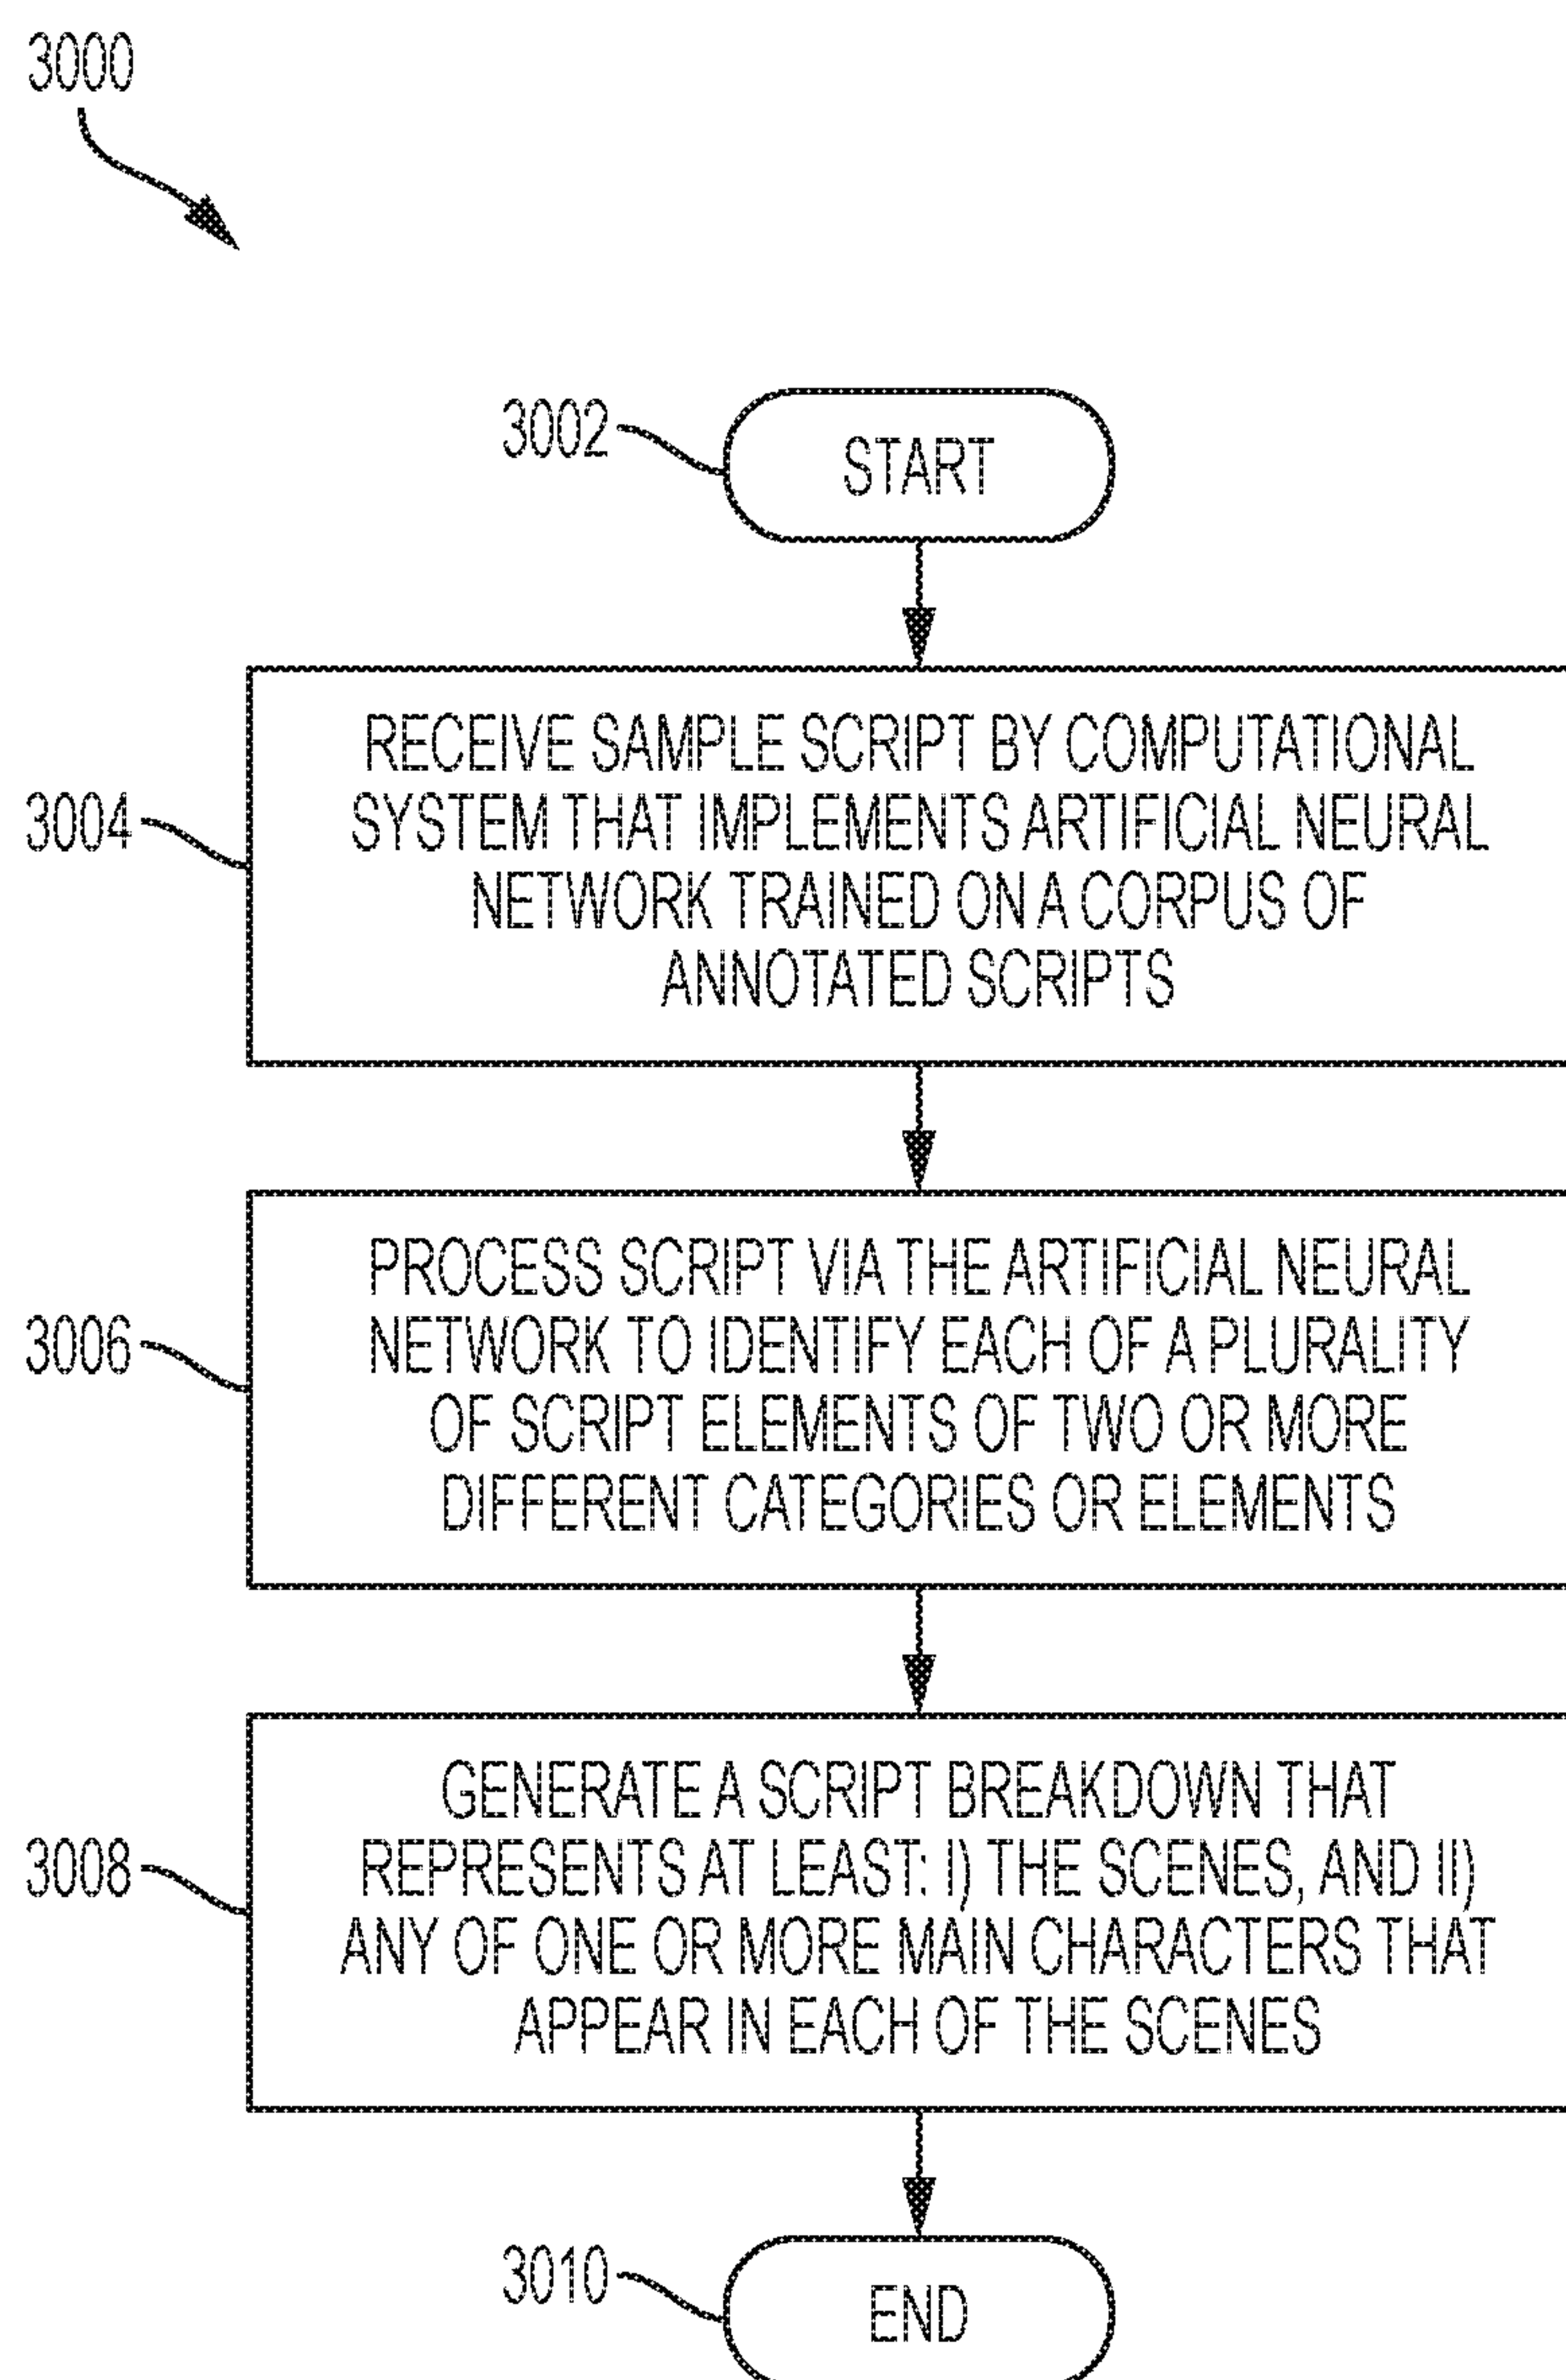 3000
3002
START
3004
RECEIVE SAMPLE SCRIPT BY COMPUTATIONAL
SYSTEM THAT IMPLEMENTS ARTIFICIAL NEURAL
NETWORK TRAINED ON A CORPUS OF
ANNOTATED SCRIPTS
3006
PROCESS SCRIPT VIA THE ARTIFICIAL NEURAL
NETWORK TO IDENTIFY EACH OF A PLURALITY
OF SCRIPT ELEMENTS OF TWO OR MORE
DIFFERENT CATEGORIES OR ELEMENTS
3008
GENERATE A SCRIPT BREAKDOWN THAT
REPRESENTS AT LEAST: I) THE SCENES, AND II)
ANY OF ONE OR MORE MAIN CHARACTERS THAT
APPEAR IN EACH OF THE SCENES
3010
END